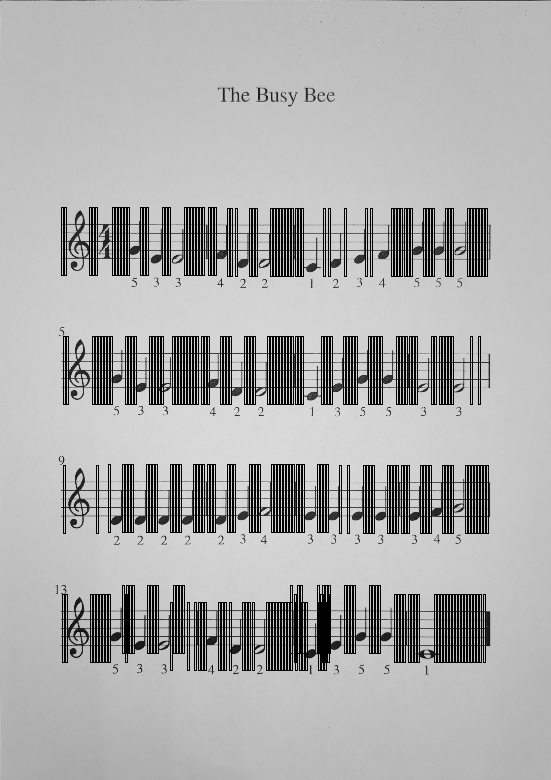 The Busy Bee
5 3 3 4 2 2 1 2 3 4 5 5 5
5
5 3 3 4 2 2 1 3 5 5 3 3
9
2 2 2 2 2 3 4 3 3 3 3 3 4 5
13
5 3 3 4 2 2 1 3 5 5 1